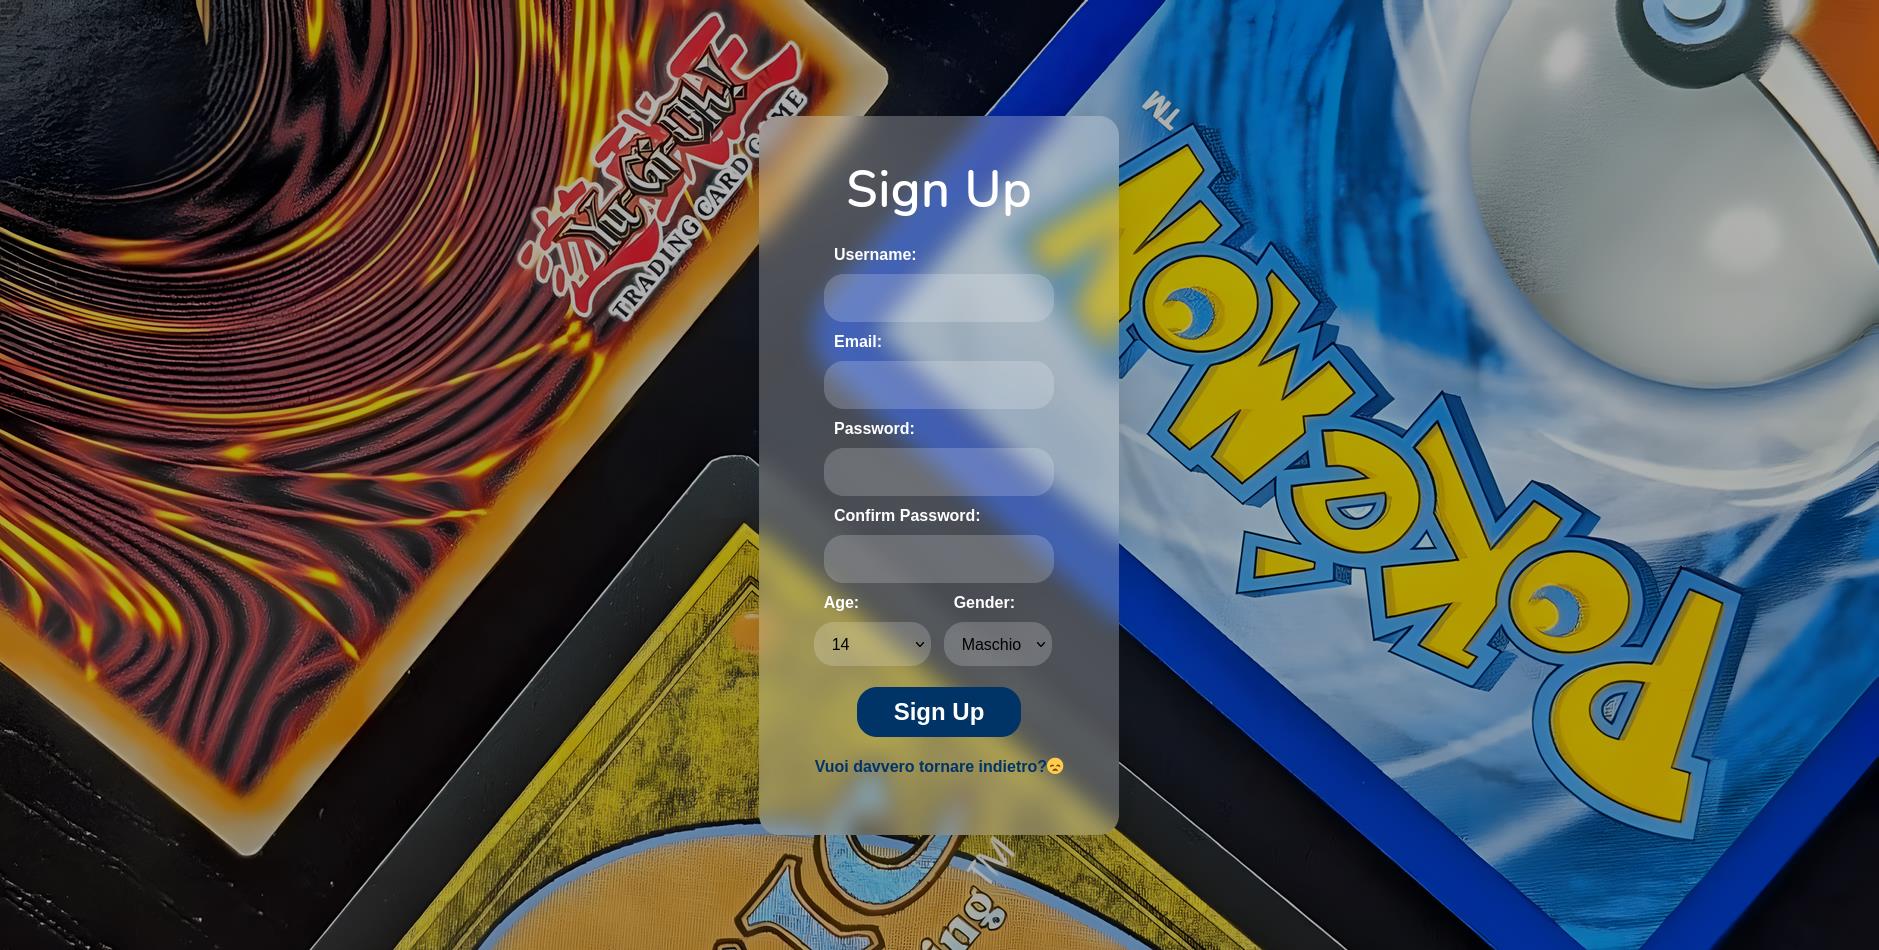 Yu-Gi-Oh!
TRADING CARD GAME
TM
POKéMON
Sign Up
Username:
Email:
Password:
Confirm Password:
Age:
Gender:
14
Maschio
Sign Up
Vuoi davvero tornare indietro?😞
TM